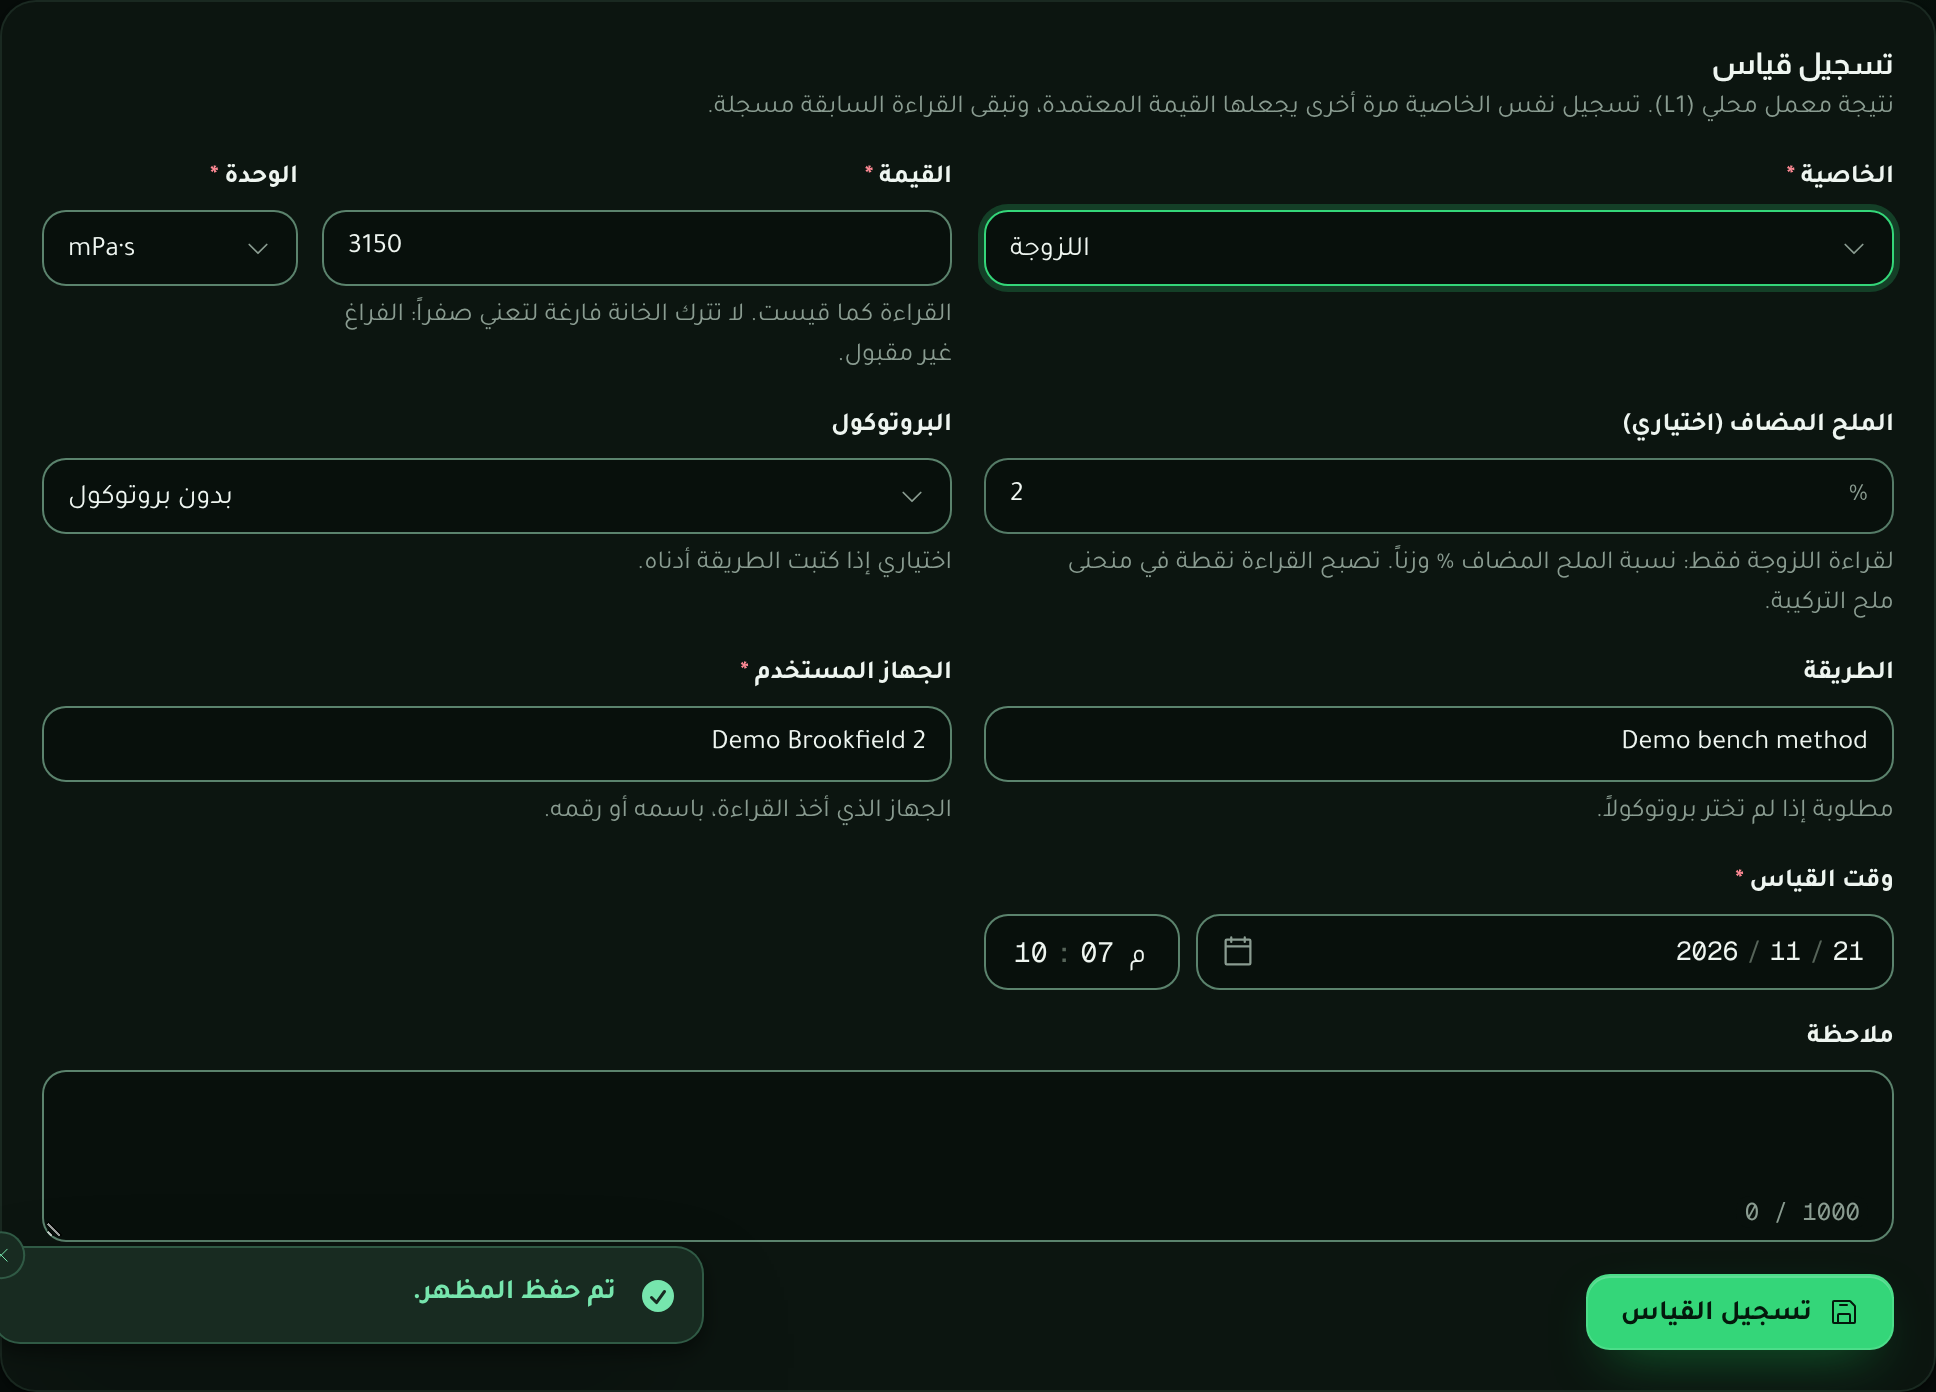 تسجيل قياس
نتيجة معمل محلي (L1). تسجيل نفس الخاصية مرة أخرى يجعلها القيمة المعتمدة، وتبقى القراءة السابقة مسجلة.
الخاصية *
اللزوجة
القيمة *
3150
القراءة كما قيست. لا تترك الخانة فارغة لتعني صفراً: الفراغ
غير مقبول.
الوحدة *
mPa·s
الملح المضاف (اختياري)
2 %
لقراءة اللزوجة فقط: نسبة الملح المضاف % وزناً. تصبح القراءة نقطة في منحنى
ملح التركيبة.
البروتوكول
بدون بروتوكول
اختياري إذا كتبت الطريقة أدناه.
الطريقة
Demo bench method
مطلوبة إذا لم تختر بروتوكولاً.
الجهاز المستخدم *
Demo Brookfield 2
الجهاز الذي أخذ القراءة، باسمه أو رقمه.
وقت القياس *
2026 / 11 / 21
10 : 07 م
ملاحظة
0 / 1000
تسجيل القياس
تم حفظ المظهر.